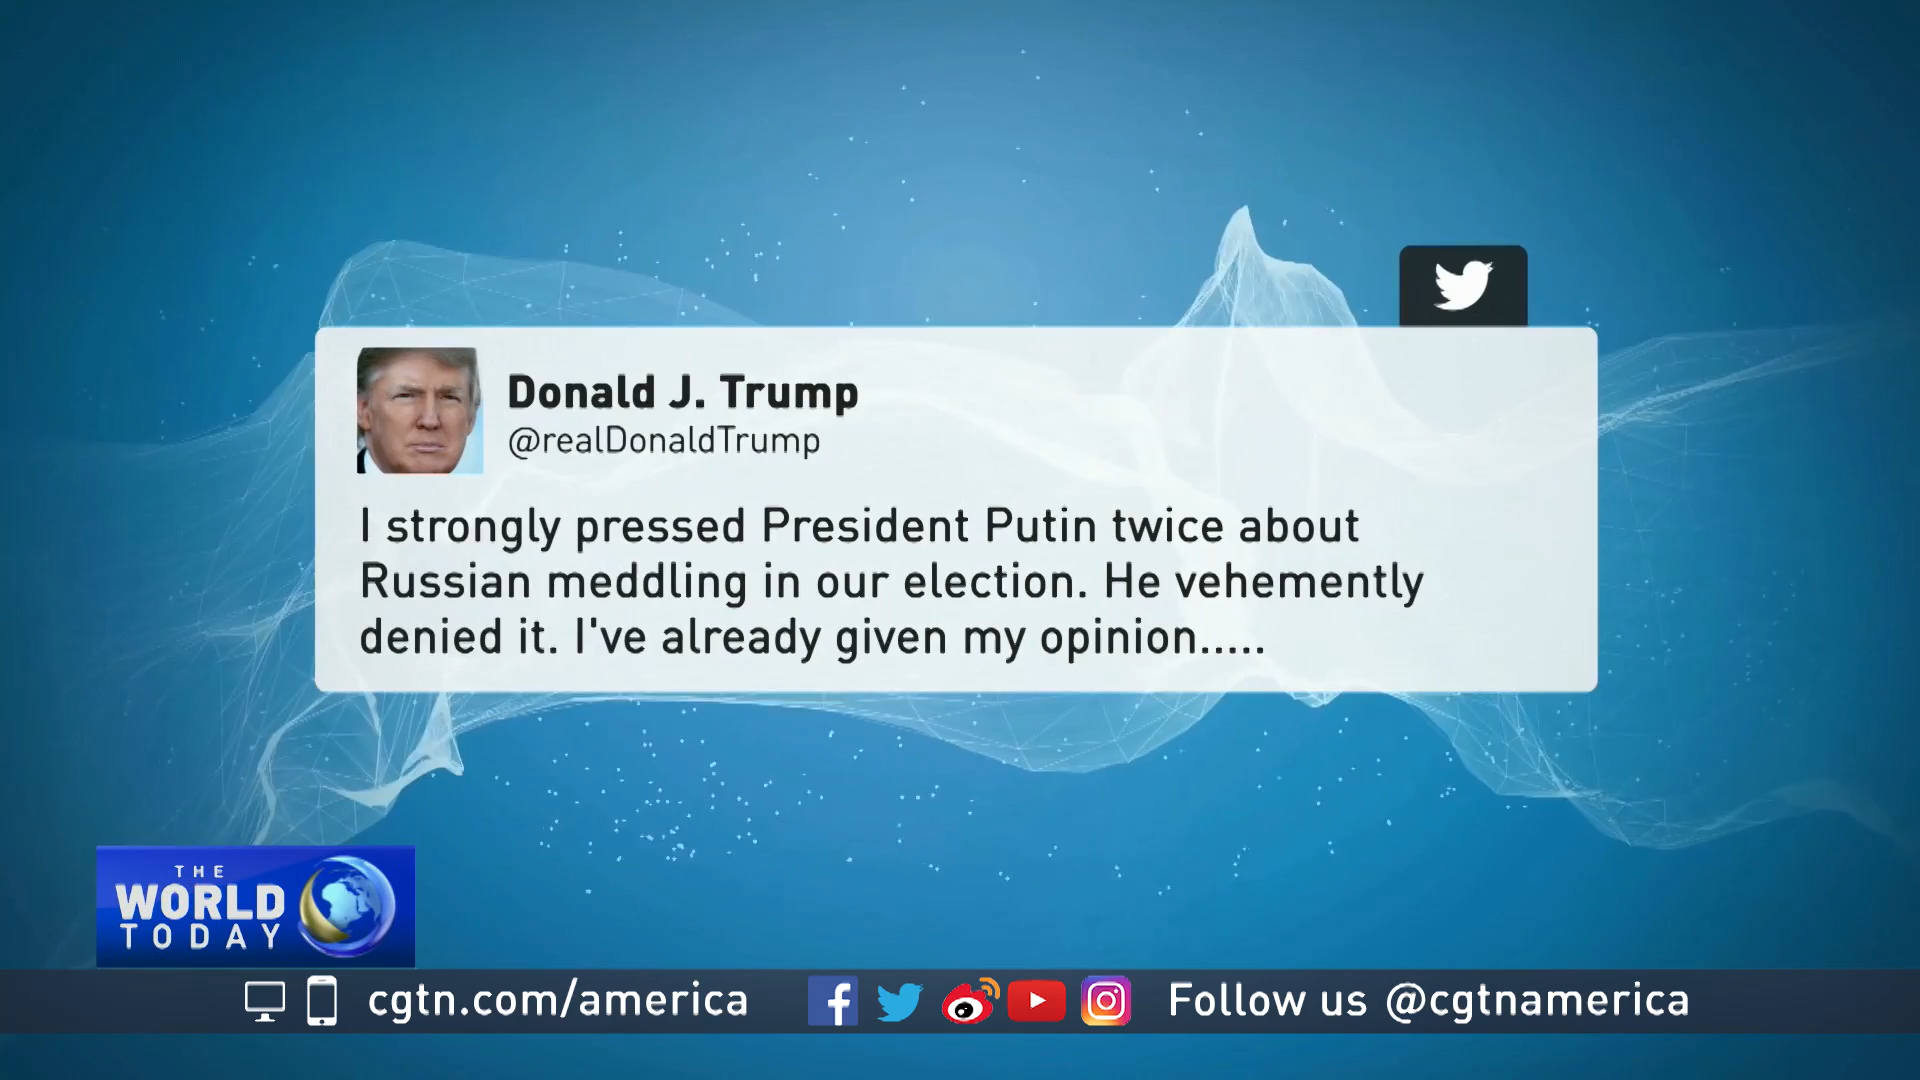 Donald J. Trump
@realDonaldTrump
I strongly pressed President Putin twice about
Russian meddling in our election. He vehemently
denied it. I've already given my opinion.....
THE
WORLD
TODAY
cgtn.com/america
Follow us @cgtnamerica